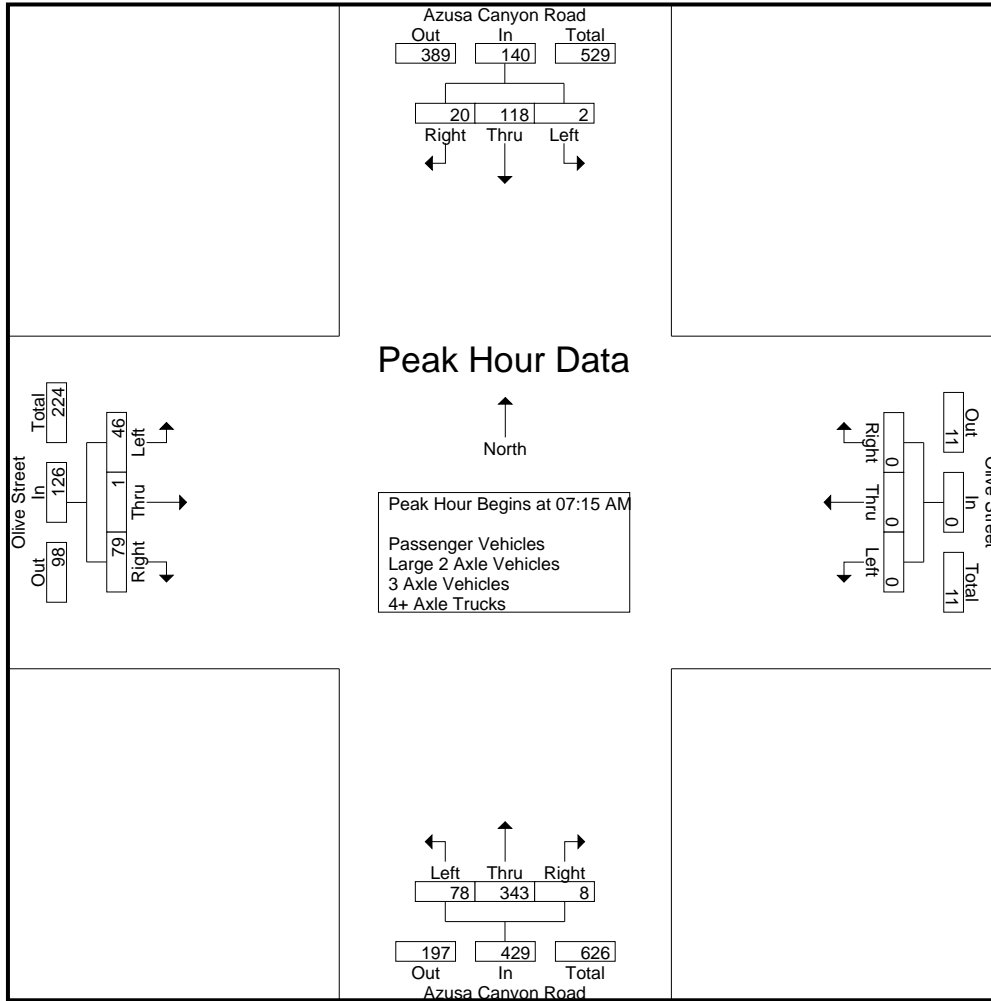 Azusa Canyon Road
Out In Total
389 140 529
20 118 2
Right Thru Left
Peak Hour Data
North
Peak Hour Begins at 07:15 AM
Passenger Vehicles
Large 2 Axle Vehicles
3 Axle Vehicles
4+ Axle Trucks
Olive Street
Out In Total
98 126 224
79 1 46
Right Thru Left
Olive Street
Out In Total
11 0 11
0 0 0
Right Thru Left
Left Thru Right
78 343 8
197 429 626
Out In Total
Azusa Canyon Road